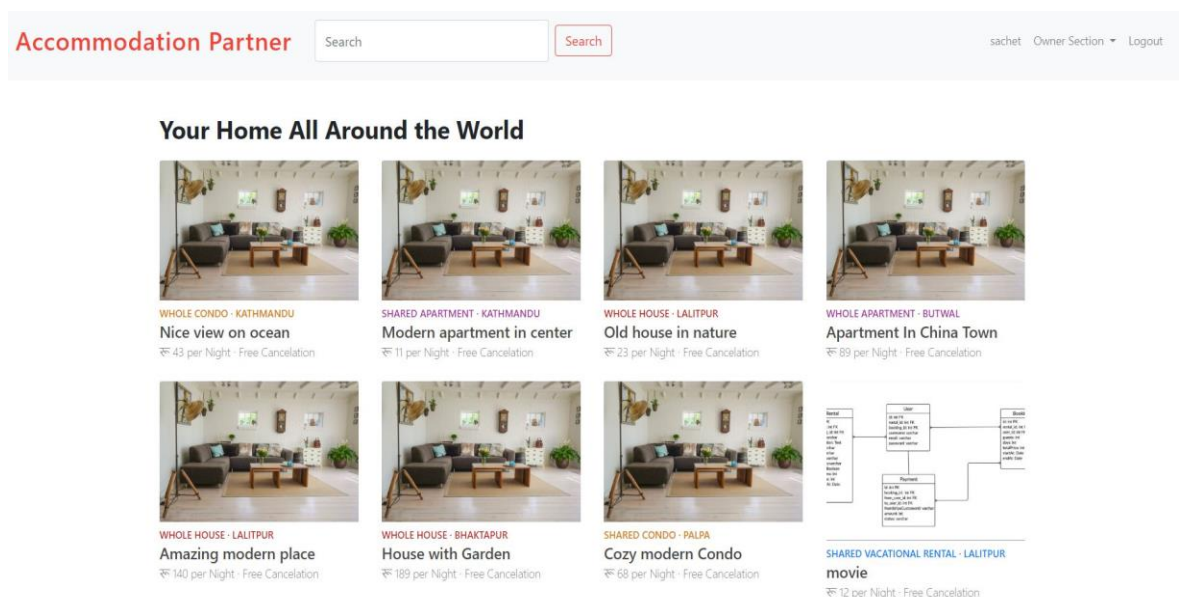 Accommodation Partner
Search
Search
sachet
Owner Section
Logout
Your Home All Around the World
WHOLE CONDO · KATHMANDU
Nice view on ocean
रू 43 per Night · Free Cancelation
SHARED APARTMENT · KATHMANDU
Modern apartment in center
रू 11 per Night · Free Cancelation
WHOLE HOUSE · LALITPUR
Old house in nature
रू 23 per Night · Free Cancelation
WHOLE APARTMENT · BUTWAL
Apartment In China Town
रू 89 per Night · Free Cancelation
WHOLE HOUSE · LALITPUR
Amazing modern place
रू 140 per Night · Free Cancelation
WHOLE HOUSE · BHAKTAPUR
House with Garden
रू 189 per Night · Free Cancelation
SHARED CONDO · PALPA
Cozy modern Condo
रू 68 per Night · Free Cancelation
User
Payment
SHARED VACATIONAL RENTAL · LALITPUR
movie
रू 12 per Night · Free Cancelation